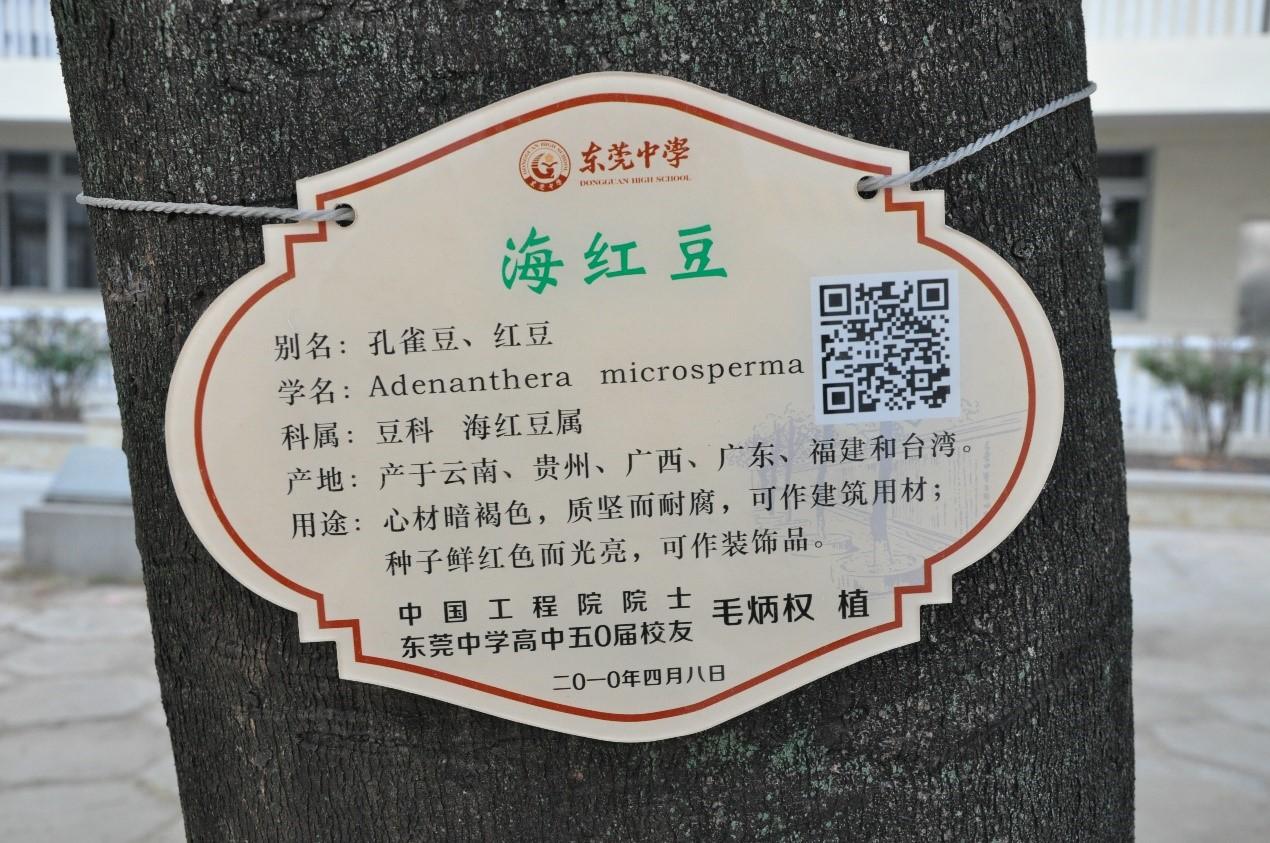 东莞中学
DONGGUAN HIGH SCHOOL
海红豆
别名：孔雀豆、红豆
学名：Adenanthera microsperma
科属：豆科 海红豆属
产地：产于云南、贵州、广西、广东、福建和台湾。
用途：心材暗褐色，质坚而耐腐，可作建筑用材；
种子鲜红色而光亮，可作装饰品。
中国工程院院士
东莞中学高中五0届校友
毛炳权 植
二0一0年四月八日